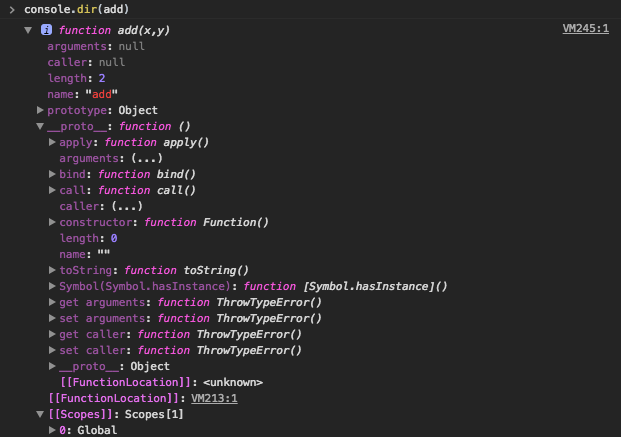 > console.dir(add)
▼ i function add(x,y) VM245:1
arguments: null
caller: null
length: 2
name: "add"
▶ prototype: Object
▼ __proto__: function ()
▶ apply: function apply()
arguments: (...)
▶ bind: function bind()
▶ call: function call()
caller: (...)
▶ constructor: function Function()
length: 0
name: ""
▶ toString: function toString()
▶ Symbol(Symbol.hasInstance): function [Symbol.hasInstance]()
▶ get arguments: function ThrowTypeError()
▶ set arguments: function ThrowTypeError()
▶ get caller: function ThrowTypeError()
▶ set caller: function ThrowTypeError()
▶ __proto__: Object
[[FunctionLocation]]: <unknown>
[[FunctionLocation]]: VM213:1
▼ [[Scopes]]: Scopes[1]
▶ 0: Global